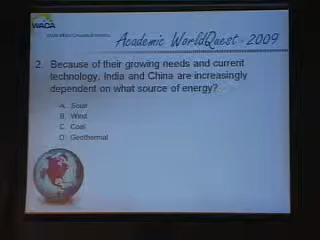 WACA
Academic WorldQuest - 2009
2. Because of their growing needs and current
technology, India and China are increasingly
dependent on what source of energy?
A. Solar
B. Wind
C. Coal
D. Geothermal